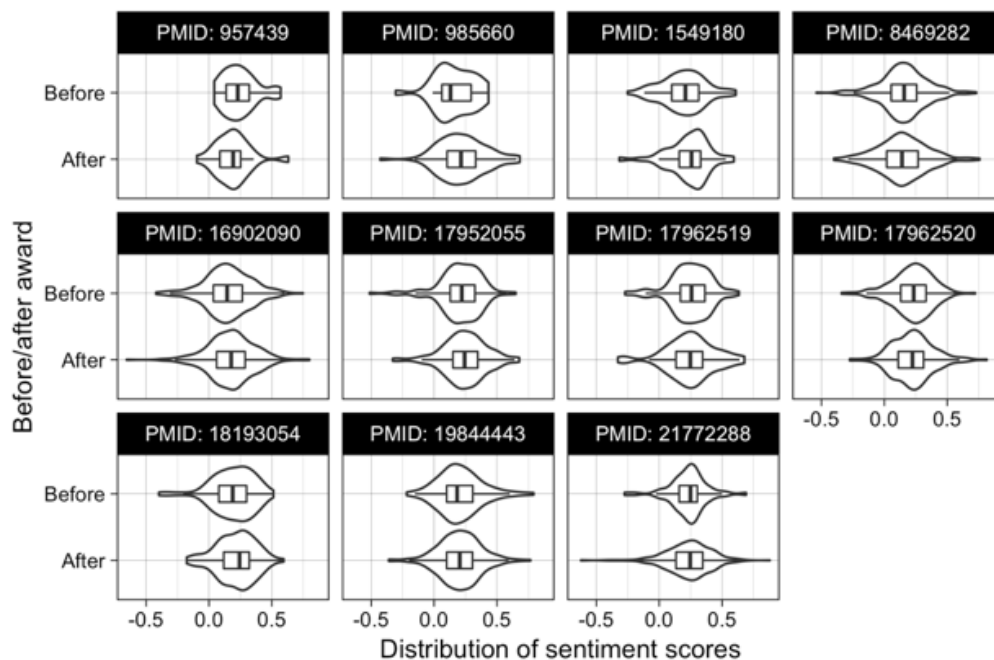 PMID: 957439 PMID: 985660 PMID: 1549180 PMID: 8469282
Before
After
PMID: 16902090 PMID: 17952055 PMID: 17962519 PMID: 17962520
Before
After
-0.5 0.0 0.5
PMID: 18193054 PMID: 19844443 PMID: 21772288
Before
After
-0.5 0.0 0.5 -0.5 0.0 0.5 -0.5 0.0 0.5
Distribution of sentiment scores
Before/after award